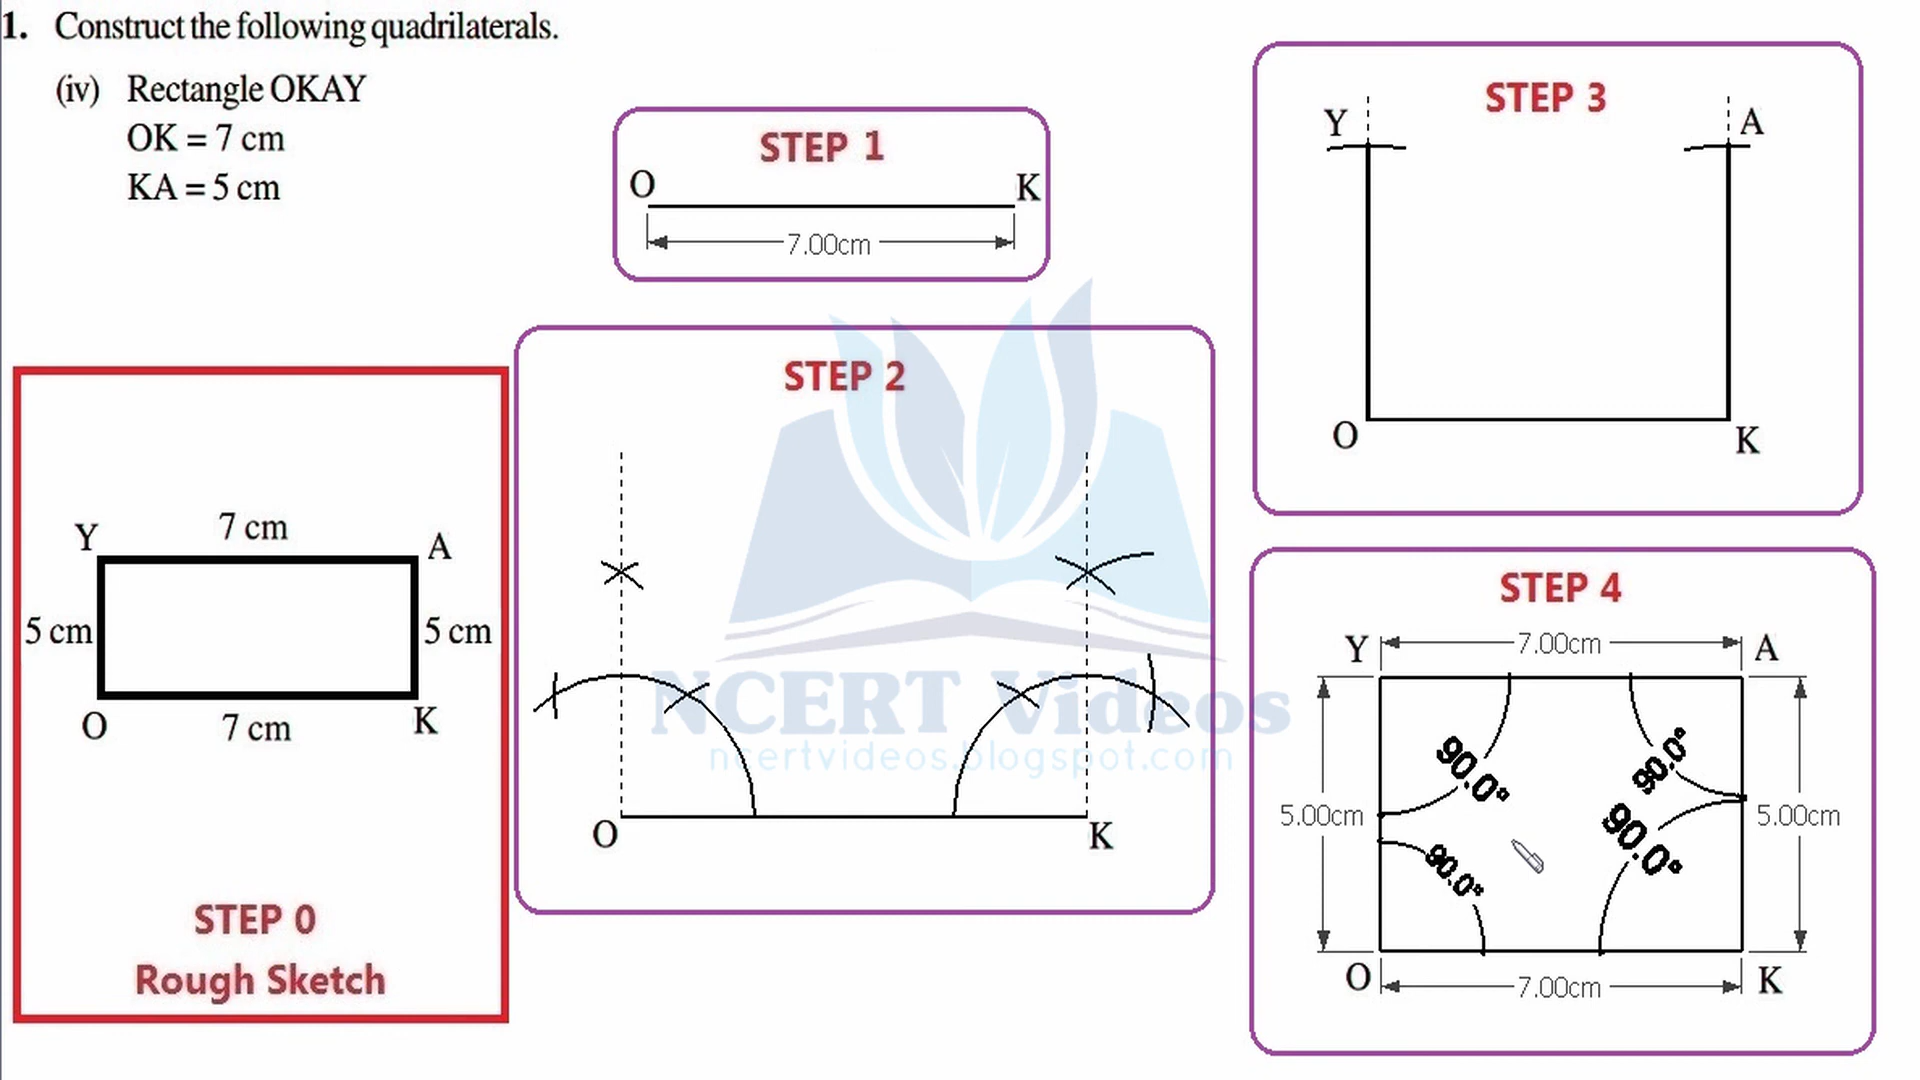 1. Construct the following quadrilaterals.
(iv) Rectangle OKAY
OK = 7 cm
KA = 5 cm
STEP 1
O
K
7.00cm
STEP 3
Y
A
O
K
STEP 2
O
K
NCERT Videos
ncertvideos.blogspot.com
Y
7 cm
A
5 cm
5 cm
O
7 cm
K
STEP 0
Rough Sketch
STEP 4
Y
7.00cm
A
90.0°
90.0°
5.00cm
5.00cm
90.0°
90.0°
O
7.00cm
K